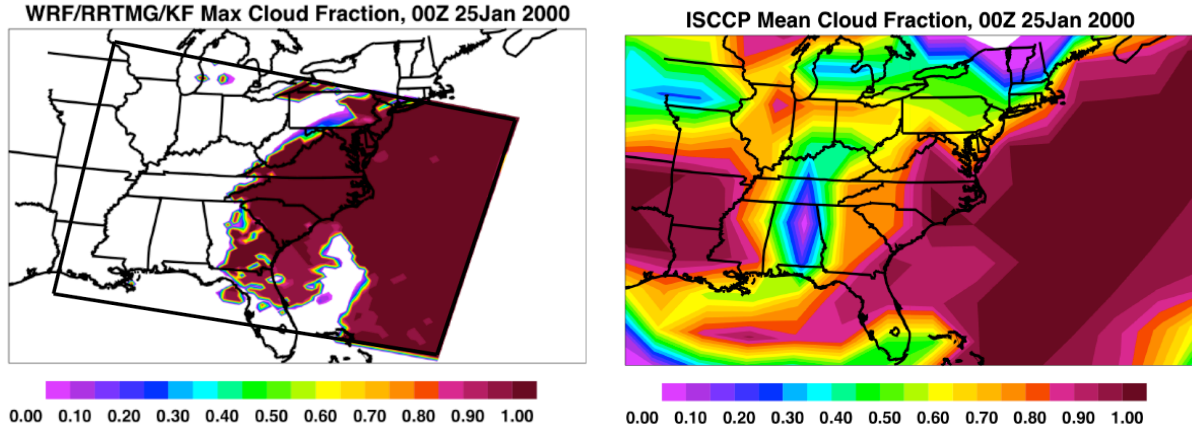 WRF/RRTMG/KF Max Cloud Fraction, 00Z 25Jan 2000
0.00 0.10 0.20 0.30 0.40 0.50 0.60 0.70 0.80 0.90 1.00
ISCCP Mean Cloud Fraction, 00Z 25Jan 2000
0.00 0.10 0.20 0.30 0.40 0.50 0.60 0.70 0.80 0.90 1.00